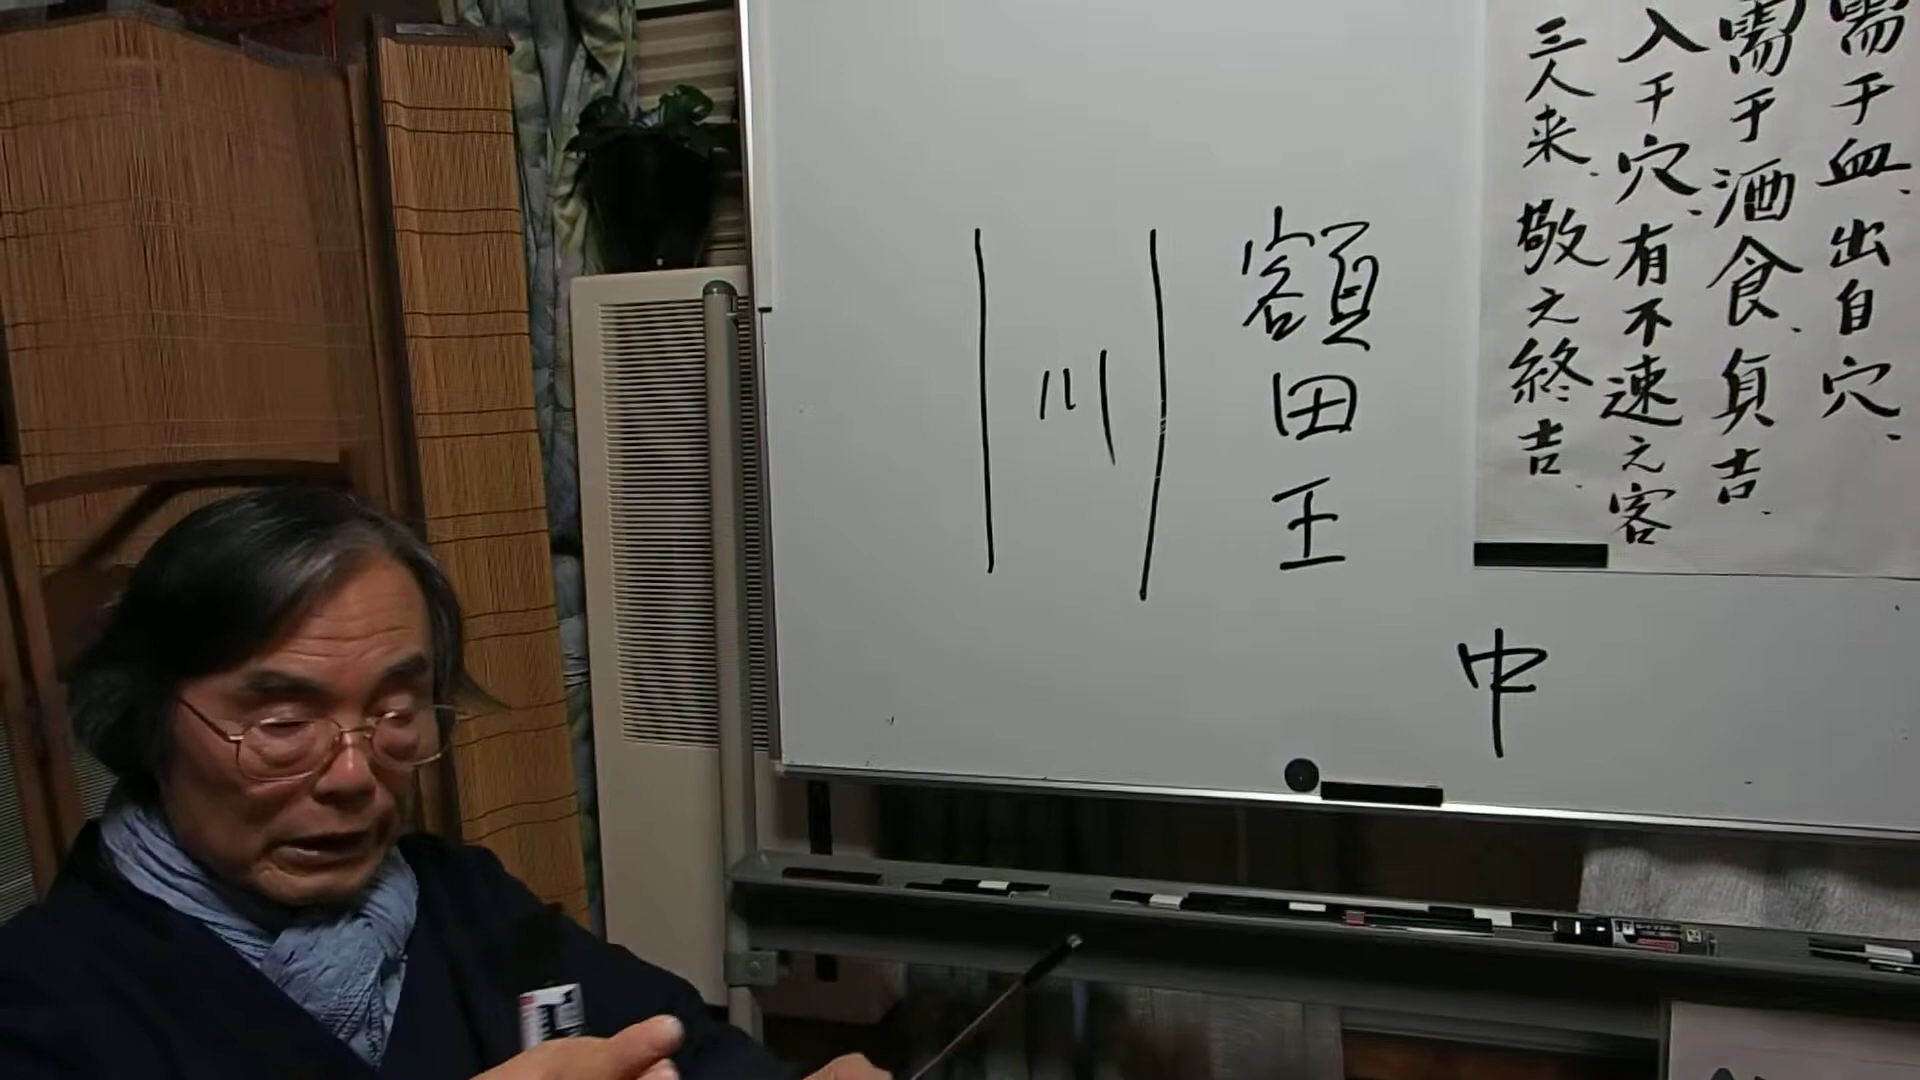 需于血、出自穴、
需于酒食、貞吉、
入于穴、有不速之客
三人来、敬之終吉、
額田王
川
中